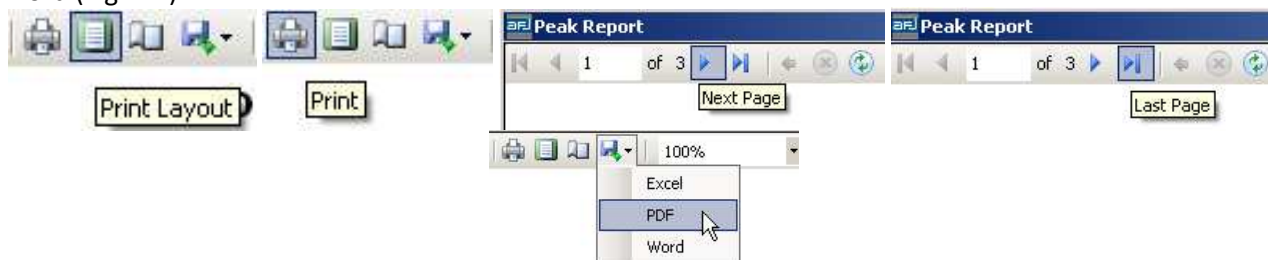 Peak Report
1 of 3
Next Page
Peak Report
1 of 3
Last Page
Print Layout
Print
100%
Excel
PDF
Word